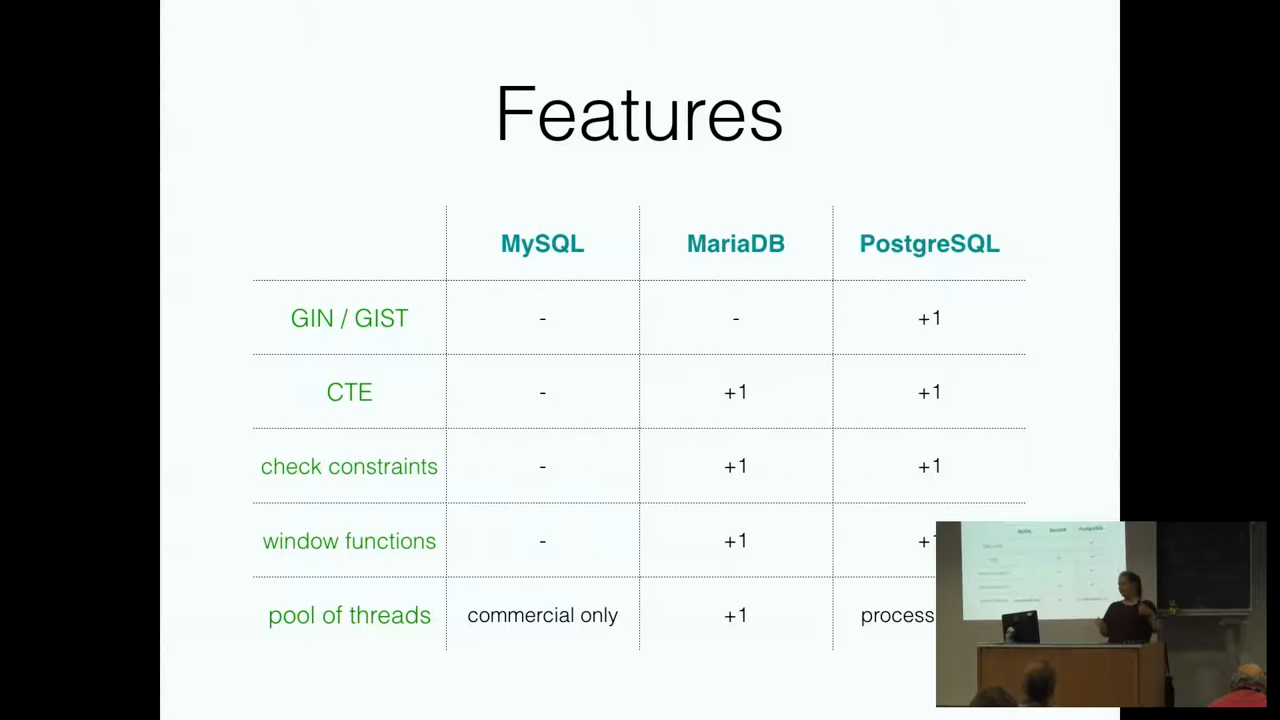 Features
MySQL MariaDB PostgreSQL
GIN / GIST - - +1
CTE - +1 +1
check constraints - +1 +1
window functions - +1
pool of threads commercial only +1 process